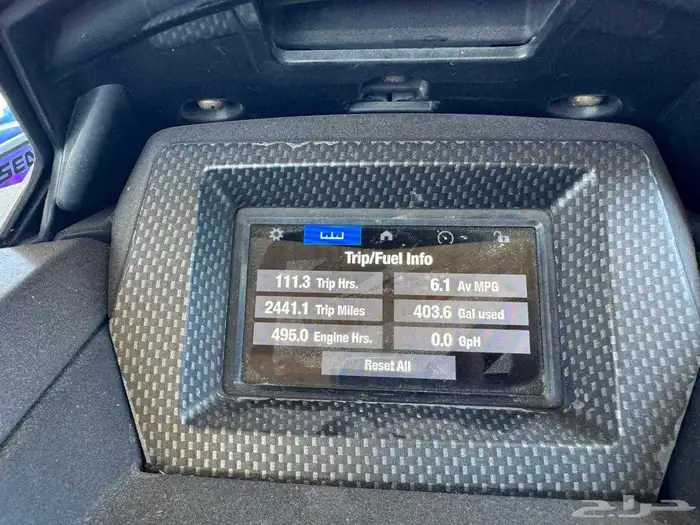 Trip/Fuel Info
111.3 Trip Hrs. 6.1 Av MPG
2441.1 Trip Miles 403.6 Gal used
495.0 Engine Hrs. 0.0 GpH
Reset All
حراج